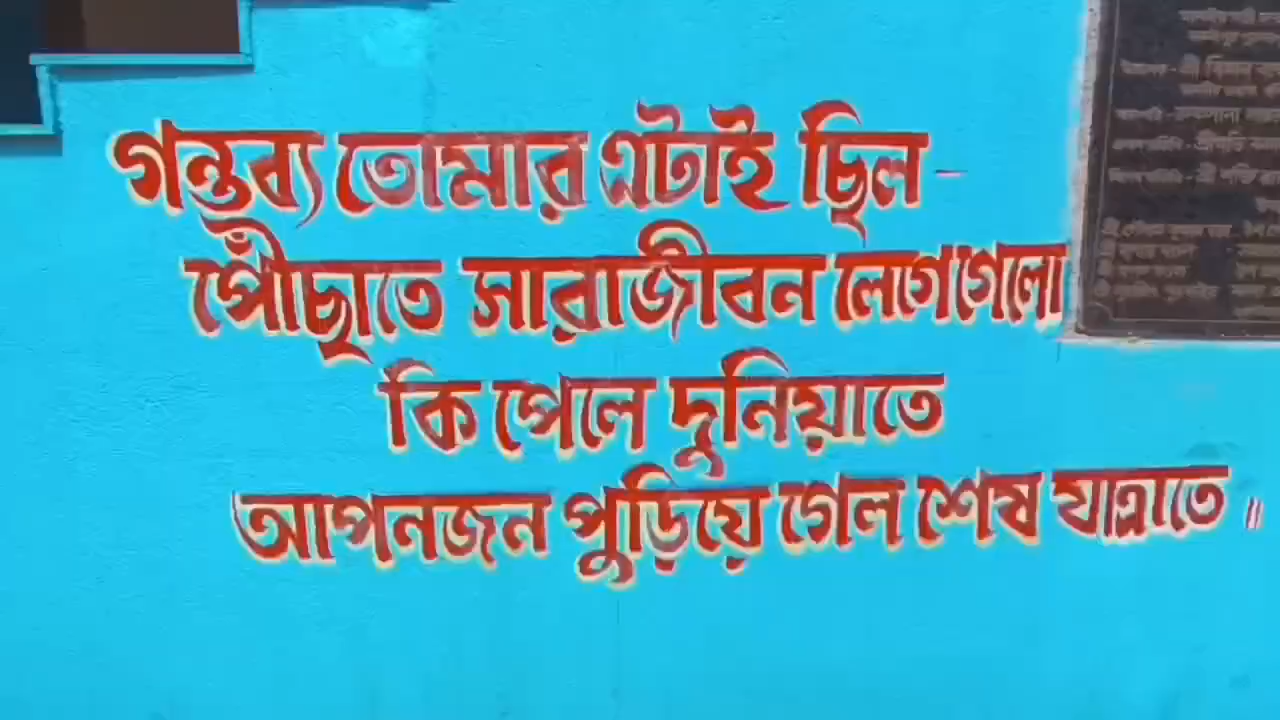 গন্তব্য তোমার এটাই ছিল -
পৌঁছাতে সারাজীবন লেগে গেলো
কি পেলে দুনিয়াতে
আপনজন পুড়িয়ে গেল শেষ যাত্রাতে ॥